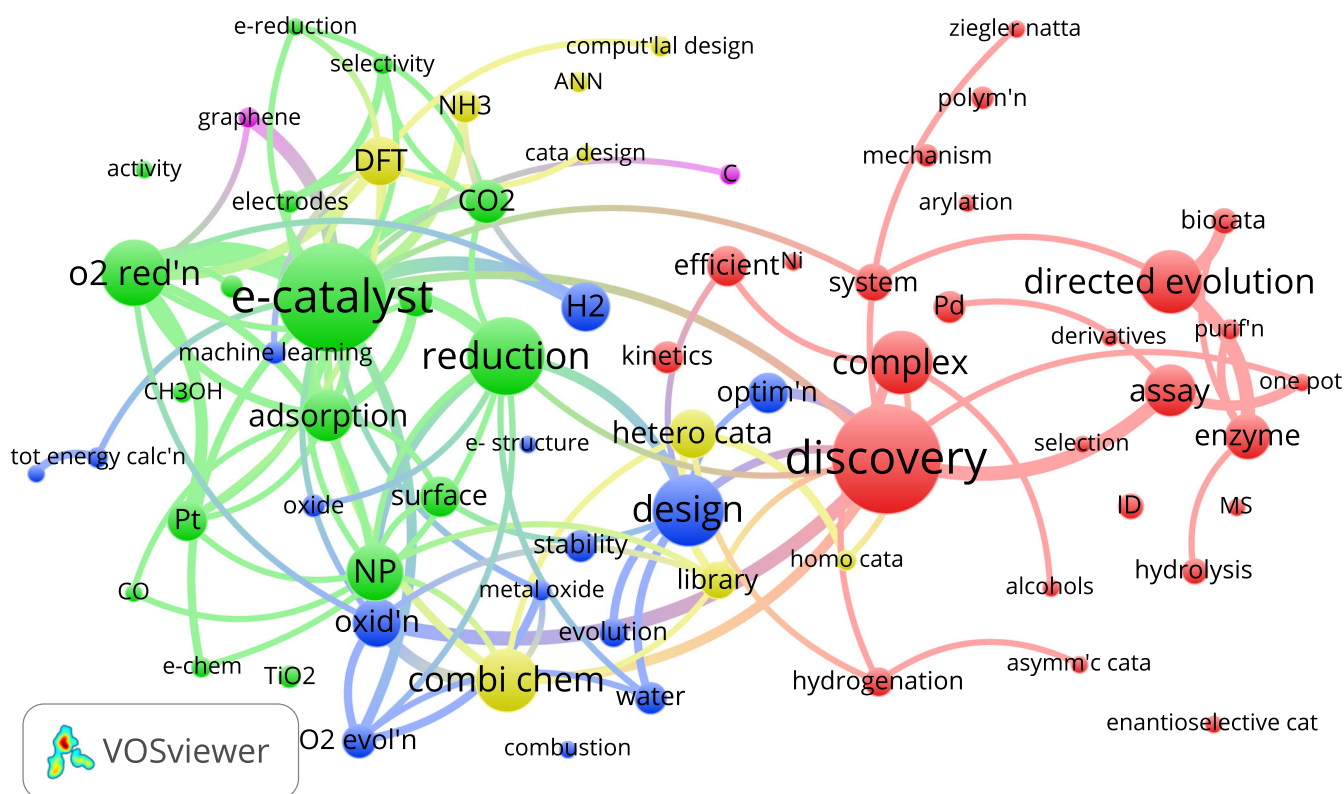 e-reduction
ziegler natta
comput'lal design
selectivity
ANN
polym'n
NH3
graphene
cata design
mechanism
DFT
activity
C
electrodes
CO2
arylation
biocata
efficient
Ni
o2 red'n
system
directed evolution
e-catalyst
H2
Pd
purif'n
derivatives
machine learning
reduction
kinetics
complex
one pot
CH3OH
optim'n
assay
adsorption
hetero cata
enzyme
e- structure
selection
tot energy calc'n
discovery
surface
oxide
design
ID
MS
Pt
stability
homo cata
NP
library
hydrolysis
CO
metal oxide
alcohols
oxid'n
evolution
e-chem
asymm'c cata
TiO2
combi chem
hydrogenation
water
enantioselective cat
O2 evol'n
combustion
VOSviewer